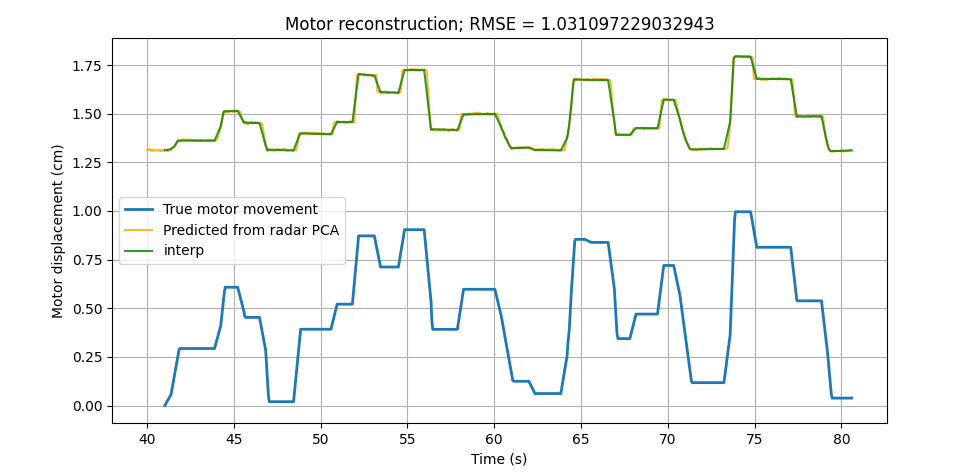 Motor reconstruction; RMSE = 1.031097229032943
Motor displacement (cm)
1.75
1.50
1.25
1.00
0.75
0.50
0.25
0.00
True motor movement
Predicted from radar PCA
interp
40 45 50 55 60 65 70 75 80
Time (s)